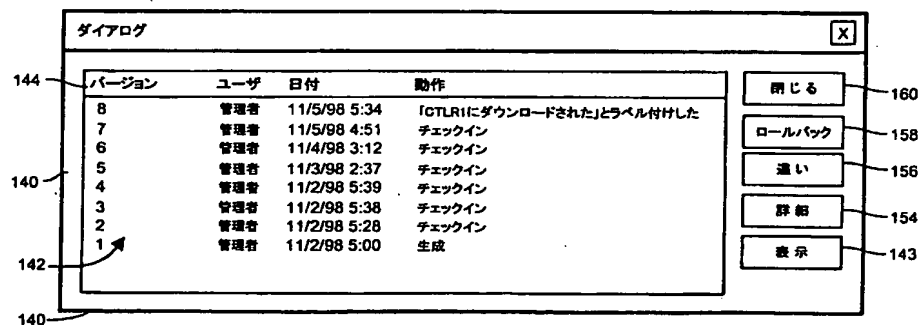 ダイアログ X
144 バージョン ユーザ 日付 動作
8 管理者 11/5/98 5:34 「CTLR1にダウンロードされた」とラベル付けした
7 管理者 11/5/98 4:51 チェックイン
6 管理者 11/4/98 3:12 チェックイン
5 管理者 11/3/98 2:37 チェックイン
4 管理者 11/2/98 5:39 チェックイン
3 管理者 11/2/98 5:38 チェックイン
2 管理者 11/2/98 5:28 チェックイン
1 管理者 11/2/98 5:00 生成
140
142
140
閉じる 160
ロールバック 158
違い 156
詳細 154
表示 143